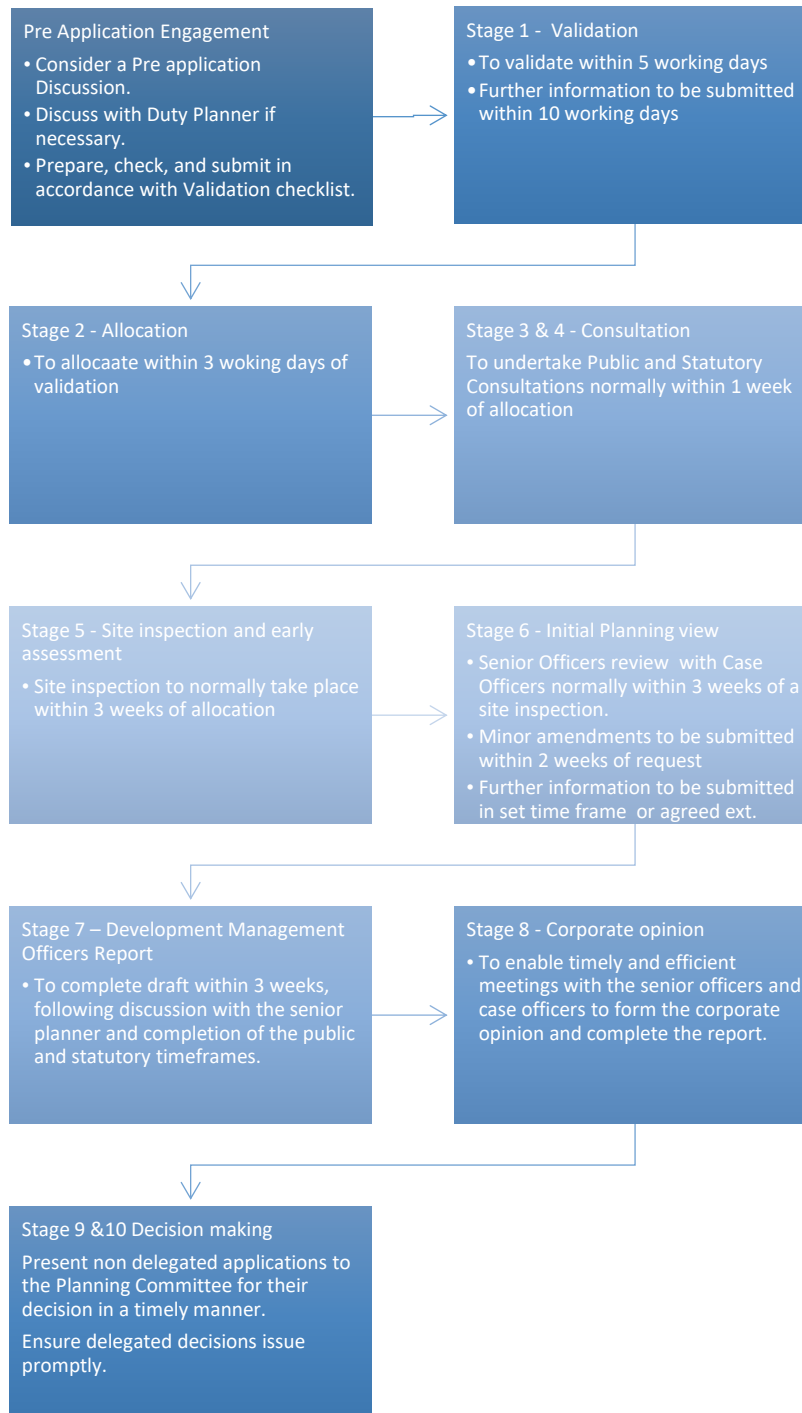 Pre Application Engagement
• Consider a Pre application
Discussion.
• Discuss with Duty Planner if
necessary.
• Prepare, check, and submit in
accordance with Validation checklist.
Stage 1 - Validation
• To validate within 5 working days
• Further information to be submitted
within 10 working days
Stage 2 - Allocation
• To allocaate within 3 woking days of
validation
Stage 3 & 4 - Consultation
To undertake Public and Statutory
Consultations normally within 1 week
of allocation
Stage 5 - Site inspection and early
assessment
• Site inspection to normally take place
within 3 weeks of allocation
Stage 6 - Initial Planning view
• Senior Officers review with Case
Officers normally within 3 weeks of a
site inspection.
• Minor amendments to be submitted
within 2 weeks of request
• Further information to be submitted
in set time frame or agreed ext.
Stage 7 – Development Management
Officers Report
• To complete draft within 3 weeks,
following discussion with the senior
planner and completion of the public
and statutory timeframes.
Stage 8 - Corporate opinion
• To enable timely and efficient
meetings with the senior officers and
case officers to form the corporate
opinion and complete the report.
Stage 9 &10 Decision making
Present non delegated applications to
the Planning Committee for their
decision in a timely manner.
Ensure delegated decisions issue
promptly.